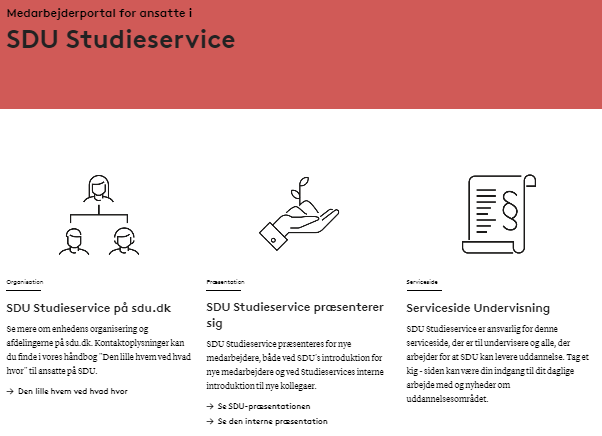 Medarbejderportal for ansatte i
SDU Studieservice
Organisation
SDU Studieservice på sdu.dk
Se mere om enhedens organisering og
afdelingerne på sdu.dk. Kontaktoplysninger kan
du finde i vores håndbog "Den lille hvem ved hvad
hvor" til ansatte på SDU.
→ Den lille hvem ved hvad hvor
Præsentation
SDU Studieservice præsenterer
sig
SDU Studieservice præsenteres for nye
medarbejdere, både ved SDU's introduktion for
nye medarbejdere og ved Studieservices interne
introduktion til nye kollegaer.
→ Se SDU-præsentationen
→ Se den interne præsentation
Serviceside
Serviceside Undervisning
SDU Studieservice er ansvarlig for denne
serviceside, der er til undervisere og alle, der
arbejder for at SDU kan levere uddannelse. Tag et
kig - siden kan være din indgang til dit daglige
arbejde med og nyheder om
uddannelsesområdet.